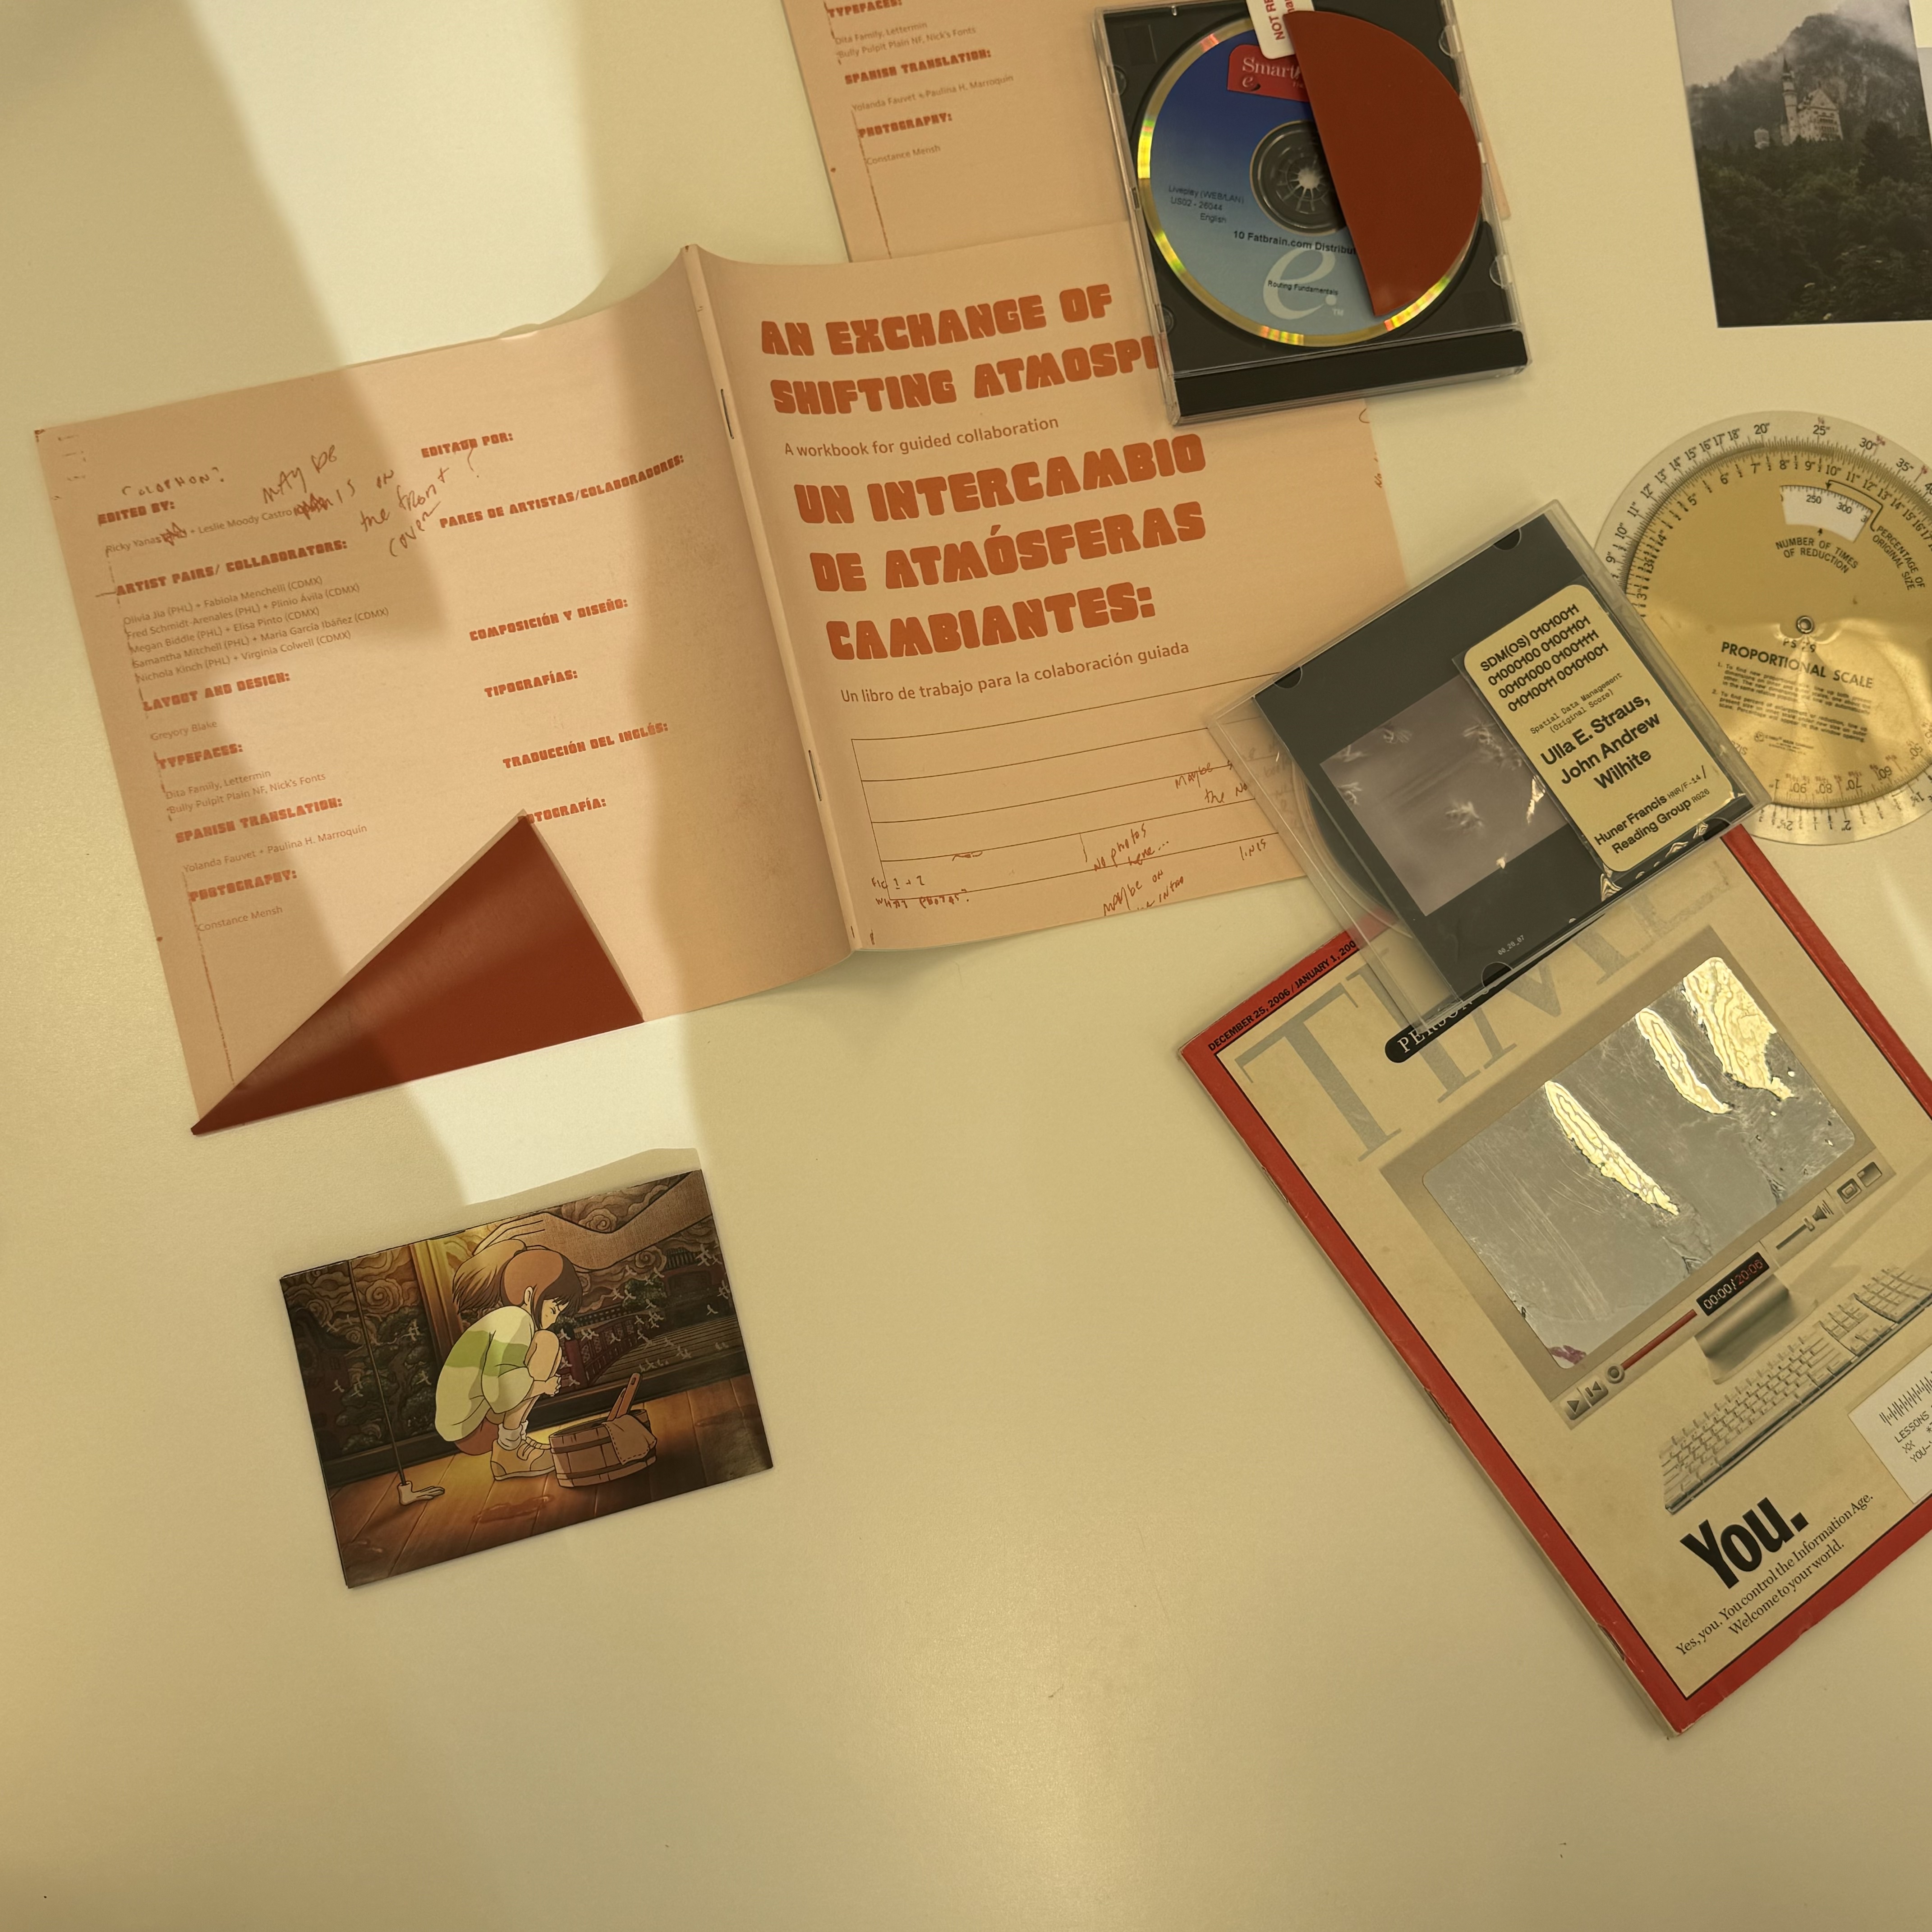 TYPEFACES:
Dita Family, Lettermin
Bully Pulpit Plain NF, Nick's Fonts
SPANISH TRANSLATION:
Yolanda Fauvet + Paulina H. Marroquin
PHOTOGRAPHY:
Constance Mensh
NOT RE
Smart
e
Liveplay (WEB/LAN)
US02 - 26044
English
10 Fatbrain.com Distribu
Routing Fundamentals
e.
TM
COLOPHON?
MAYBE
THIS on
the front?
cover
EDITED BY:
Ricky Yanas + Leslie Moody Castro
ARTIST PAIRS/ COLLABORATORS:
Olivia Jia (PHL) + Fabiola Menchelli (CDMX)
Fred Schmidt-Arenales (PHL) + Plinio Ávila (CDMX)
Megan Biddle (PHL) + Elisa Pinto (CDMX)
Samantha Mitchell (PHL) + María García Ibáñez (CDMX)
Nichola Kinch (PHL) + Virginia Colwell (CDMX)
LAYOUT AND DESIGN:
Greyory Blake
TYPEFACES:
Dita Family, Lettermin
Bully Pulpit Plain NF, Nick's Fonts
SPANISH TRANSLATION:
Yolanda Fauvet + Paulina H. Marroquin
PHOTOGRAPHY:
Constance Mensh
EDITADO POR:
PARES DE ARTISTAS/COLABORADORES:
COMPOSICIÓN Y DISEÑO:
TIPOGRAFÍAS:
TRADUCCIÓN DEL INGLÉS:
OTOGRAFÍA:
AN EXCHANGE OF
SHIFTING ATMOSP
A workbook for guided collaboration
UN INTERCAMBIO
DE ATMÓSFERAS
CAMBIANTES:
Un libro de trabajo para la colaboración guiada
Maybe
the No
No photos
here...
lines
maybe on
intro
FIG 1 + 2
WHAT PHOTOS?
SDM(OS) 01010011
01000100 01001101
00101000 01001111
01010011 00101001
Spatial Data Management
(Original Score)
Ulla E. Straus,
John Andrew
Wilhite
Huner Francis HNR/F-14 /
Reading Group RG26
NUMBER OF TIMES
OF REDUCTION
PERCENTAGE OF
ORIGINAL SIZE
250 300
PROPORTIONAL SCALE
DECEMBER 25, 2006 / JANUARY 1, 200
TIME
PERSO
00:00 / 20:06
LESSONS
XX
YOU-
You.
Yes, you. You control the Information Age.
Welcome to your world.